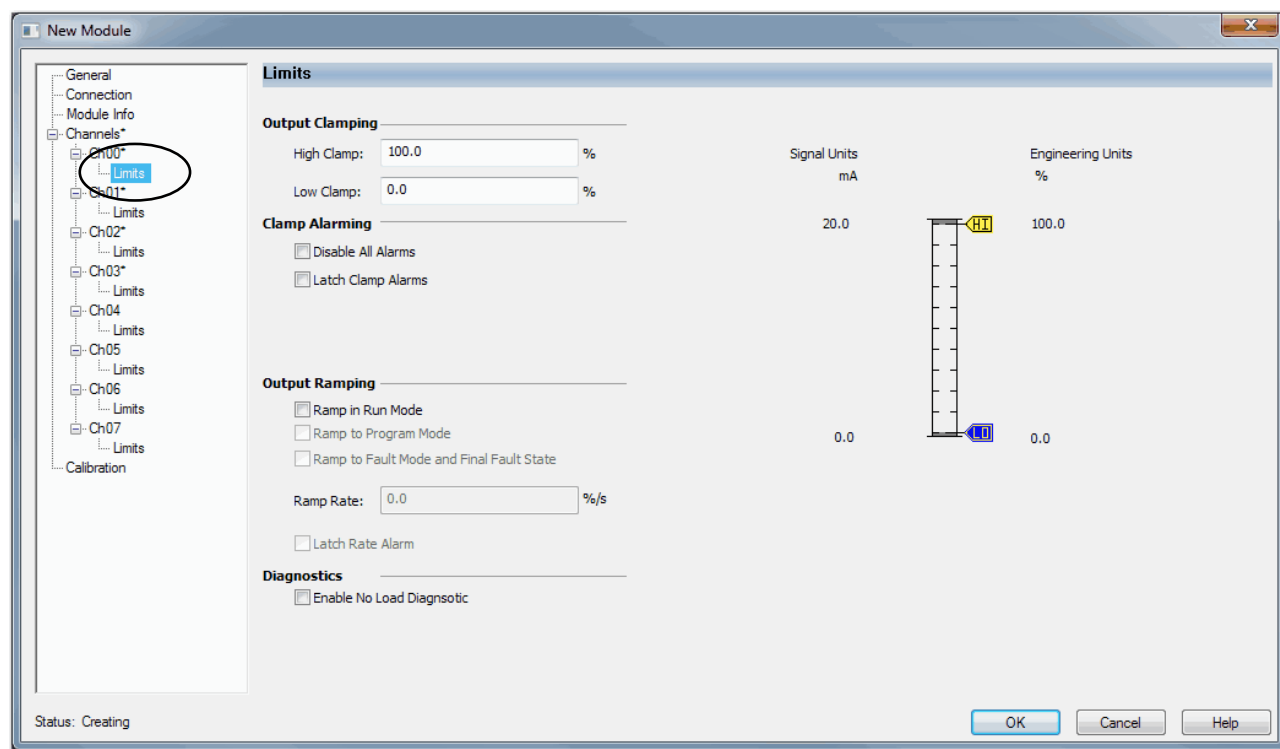 New Module
General
Connection
Module Info
Channels*
Ch00*
Limits
Ch01*
Limits
Ch02*
Limits
Ch03*
Limits
Ch04
Limits
Ch05
Limits
Ch06
Limits
Ch07
Limits
Calibration
Limits
Output Clamping
High Clamp: 100.0 %
Low Clamp: 0.0 %
Clamp Alarming
Disable All Alarms
Latch Clamp Alarms
Output Ramping
Ramp in Run Mode
Ramp to Program Mode
Ramp to Fault Mode and Final Fault State
Ramp Rate: 0.0 %/s
Latch Rate Alarm
Diagnostics
Enable No Load Diagnsotic
Signal Units Engineering Units
mA %
20.0 HI 100.0
0.0 LO 0.0
Status: Creating
OK Cancel Help